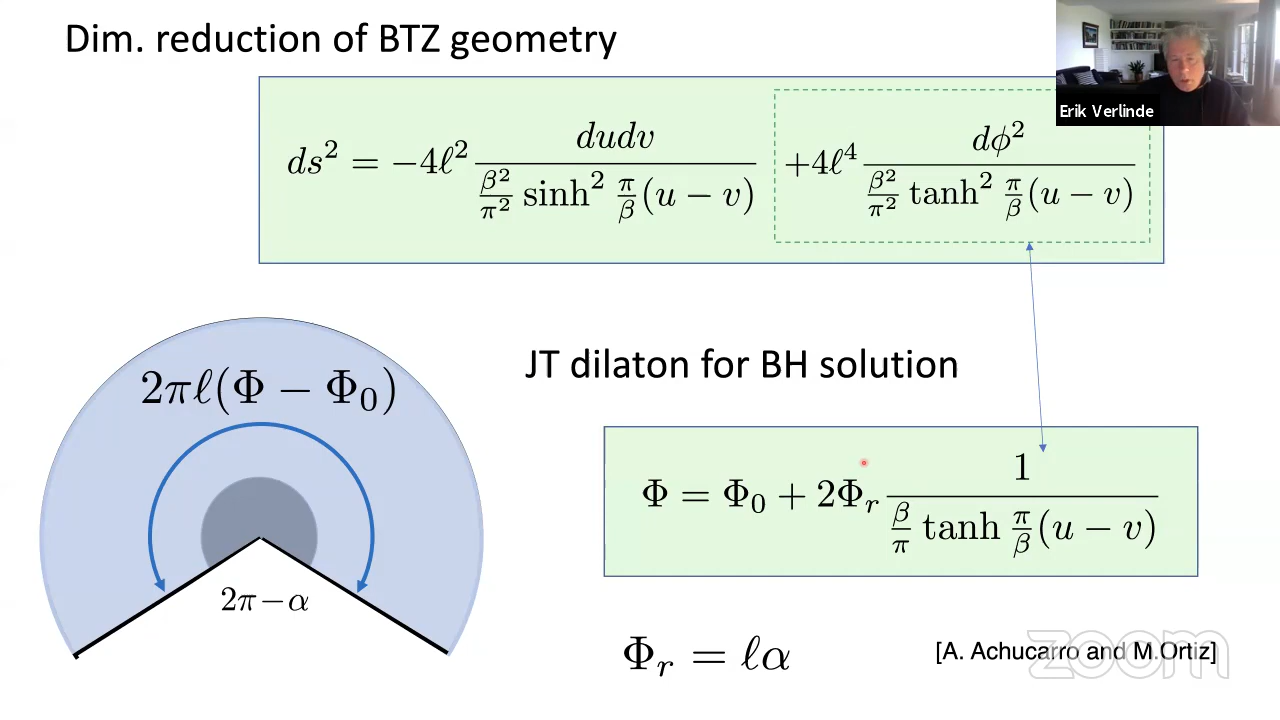 Dim. reduction of BTZ geometry
Erik Verlinde
ds² = −4ℓ² dudv / (β²/π² sinh² π/β (u − v)) +4ℓ⁴ dϕ² / (β²/π² tanh² π/β (u − v))
2πℓ(Φ − Φ₀)
JT dilaton for BH solution
Φ = Φ₀ + 2Φᵣ 1 / (β/π tanh π/β (u − v))
2π−α
Φᵣ = ℓα
[A. Achucarro and M.Ortiz]
zoom